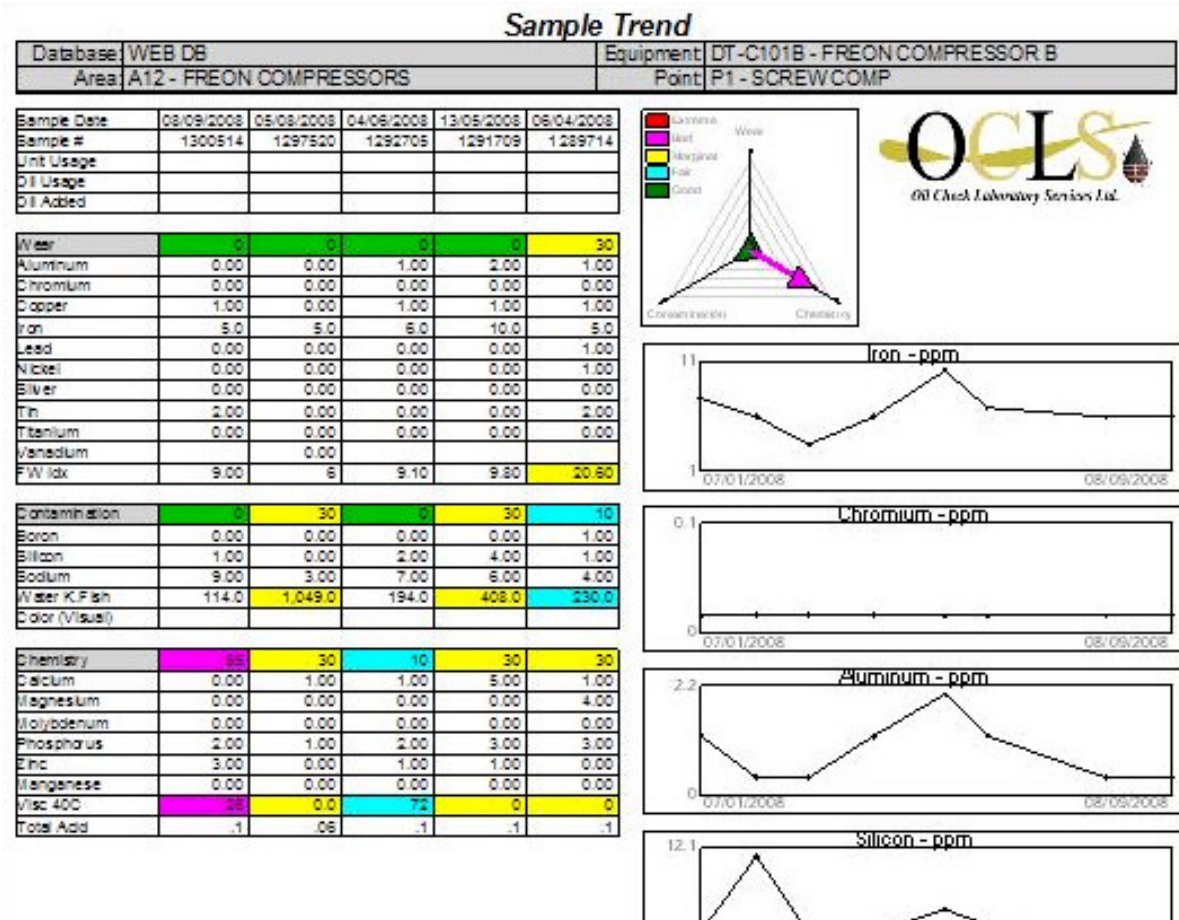 Sample Trend
Database: WEB DB Equipment: DT-C101B - FREON COMPRESSOR B
Area: A12 - FREON COMPRESSORS Point: P1 - SCREW COMP
Sample Date 08/09/2008 05/08/2008 04/06/2008 13/05/2008 06/04/2008
Sample # 1300514 1297520 1292705 1291709 1289714
Unit Usage
Oil Usage
Oil Added
Extreme
Bad
Marginal
Fair
Good
Wear
Contamination
Chemistry
OCLS
Oil Check Laboratory Services Ltd.
Wear 0 0 0 0 30
Aluminum 0.00 0.00 1.00 2.00 1.00
Chromium 0.00 0.00 0.00 0.00 0.00
Copper 1.00 0.00 1.00 1.00 1.00
Iron 5.0 5.0 6.0 10.0 5.0
Lead 0.00 0.00 0.00 0.00 1.00
Nickel 0.00 0.00 0.00 0.00 1.00
Silver 0.00 0.00 0.00 0.00 0.00
Tin 2.00 0.00 0.00 0.00 2.00
Titanium 0.00 0.00 0.00 0.00 0.00
Vanadium 0.00
FW Idx 9.00 6 9.10 9.80 20.60
Contamination 0 30 0 30 10
Boron 0.00 0.00 0.00 0.00 1.00
Silicon 1.00 0.00 2.00 4.00 1.00
Sodium 9.00 3.00 7.00 6.00 4.00
Water K.Fish 114.0 1,049.0 194.0 408.0 230.0
Color (Visual)
Chemistry 65 30 10 30 30
Calcium 0.00 1.00 1.00 5.00 1.00
Magnesium 0.00 0.00 0.00 0.00 4.00
Molybdenum 0.00 0.00 0.00 0.00 0.00
Phosphorus 2.00 1.00 2.00 3.00 3.00
Zinc 3.00 0.00 1.00 1.00 0.00
Manganese 0.00 0.00 0.00 0.00 0.00
Visc 40C 0.0 72 0 0
Total Acid .1 .06 .1 .1 .1
Iron - ppm
11
1
07/01/2008 08/09/2008
Chromium - ppm
0.1
0
07/01/2008 08/09/2008
Aluminum - ppm
2.2
0
07/01/2008 08/09/2008
Silicon - ppm
12.1